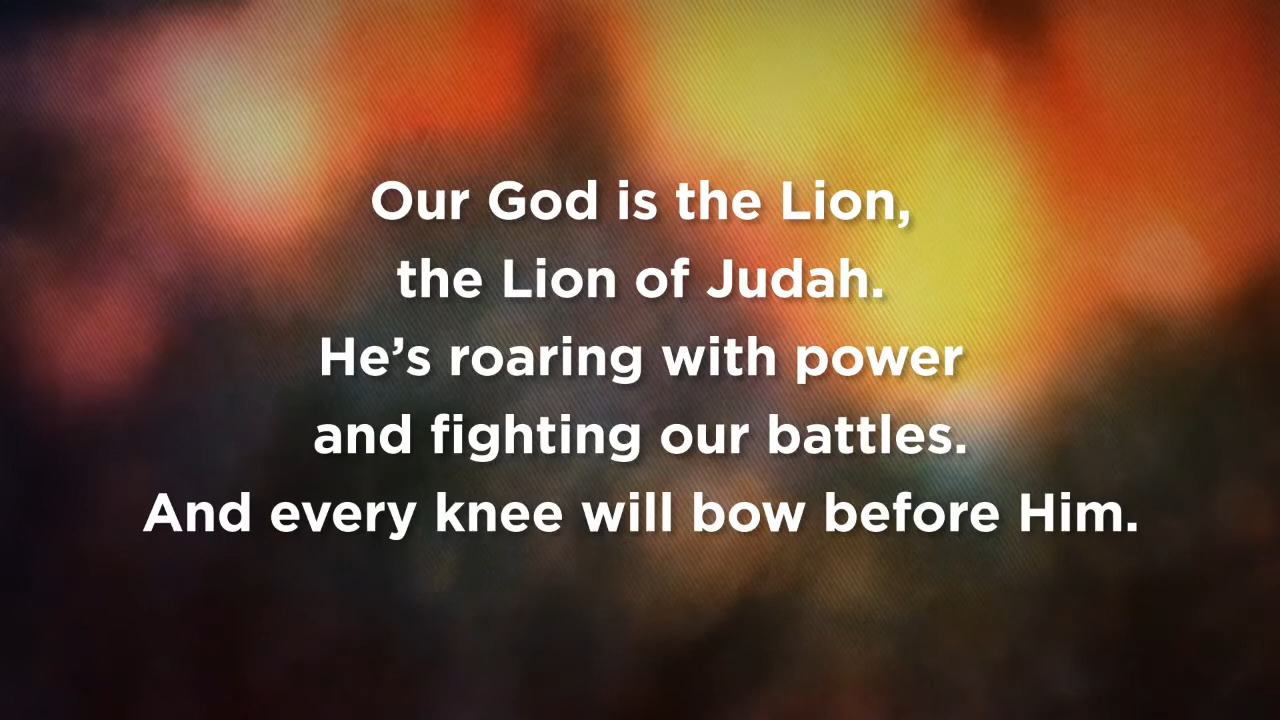 Our God is the Lion,
the Lion of Judah.
He’s roaring with power
and fighting our battles.
And every knee will bow before Him.